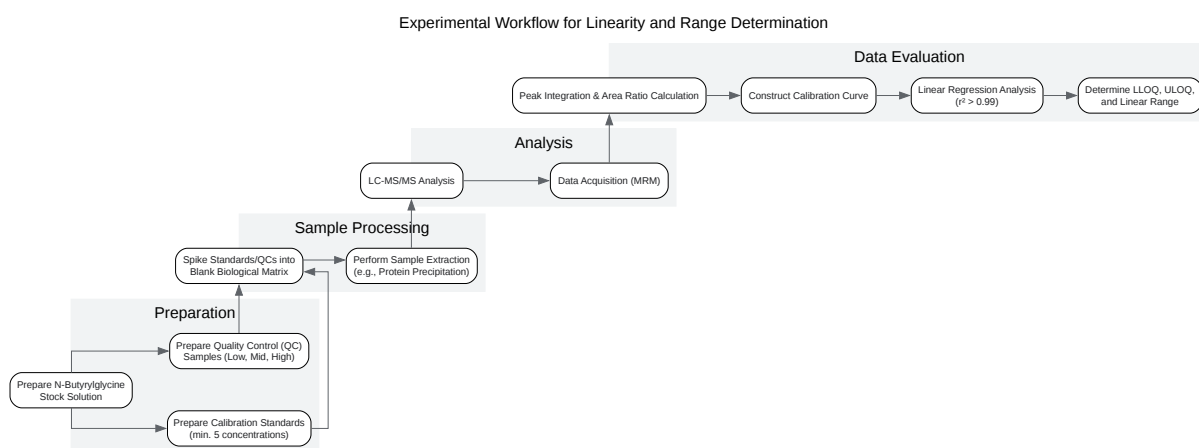 Experimental Workflow for Linearity and Range Determination
Data Evaluation
Peak Integration & Area Ratio Calculation
Construct Calibration Curve
Linear Regression Analysis
(r² > 0.99)
Determine LLOQ, ULOQ,
and Linear Range
Analysis
LC-MS/MS Analysis
Data Acquisition (MRM)
Sample Processing
Spike Standards/QCs into
Blank Biological Matrix
Perform Sample Extraction
(e.g., Protein Precipitation)
Preparation
Prepare Quality Control (QC)
Samples (Low, Mid, High)
Prepare N-Butyrylglycine
Stock Solution
Prepare Calibration Standards
(min. 5 concentrations)